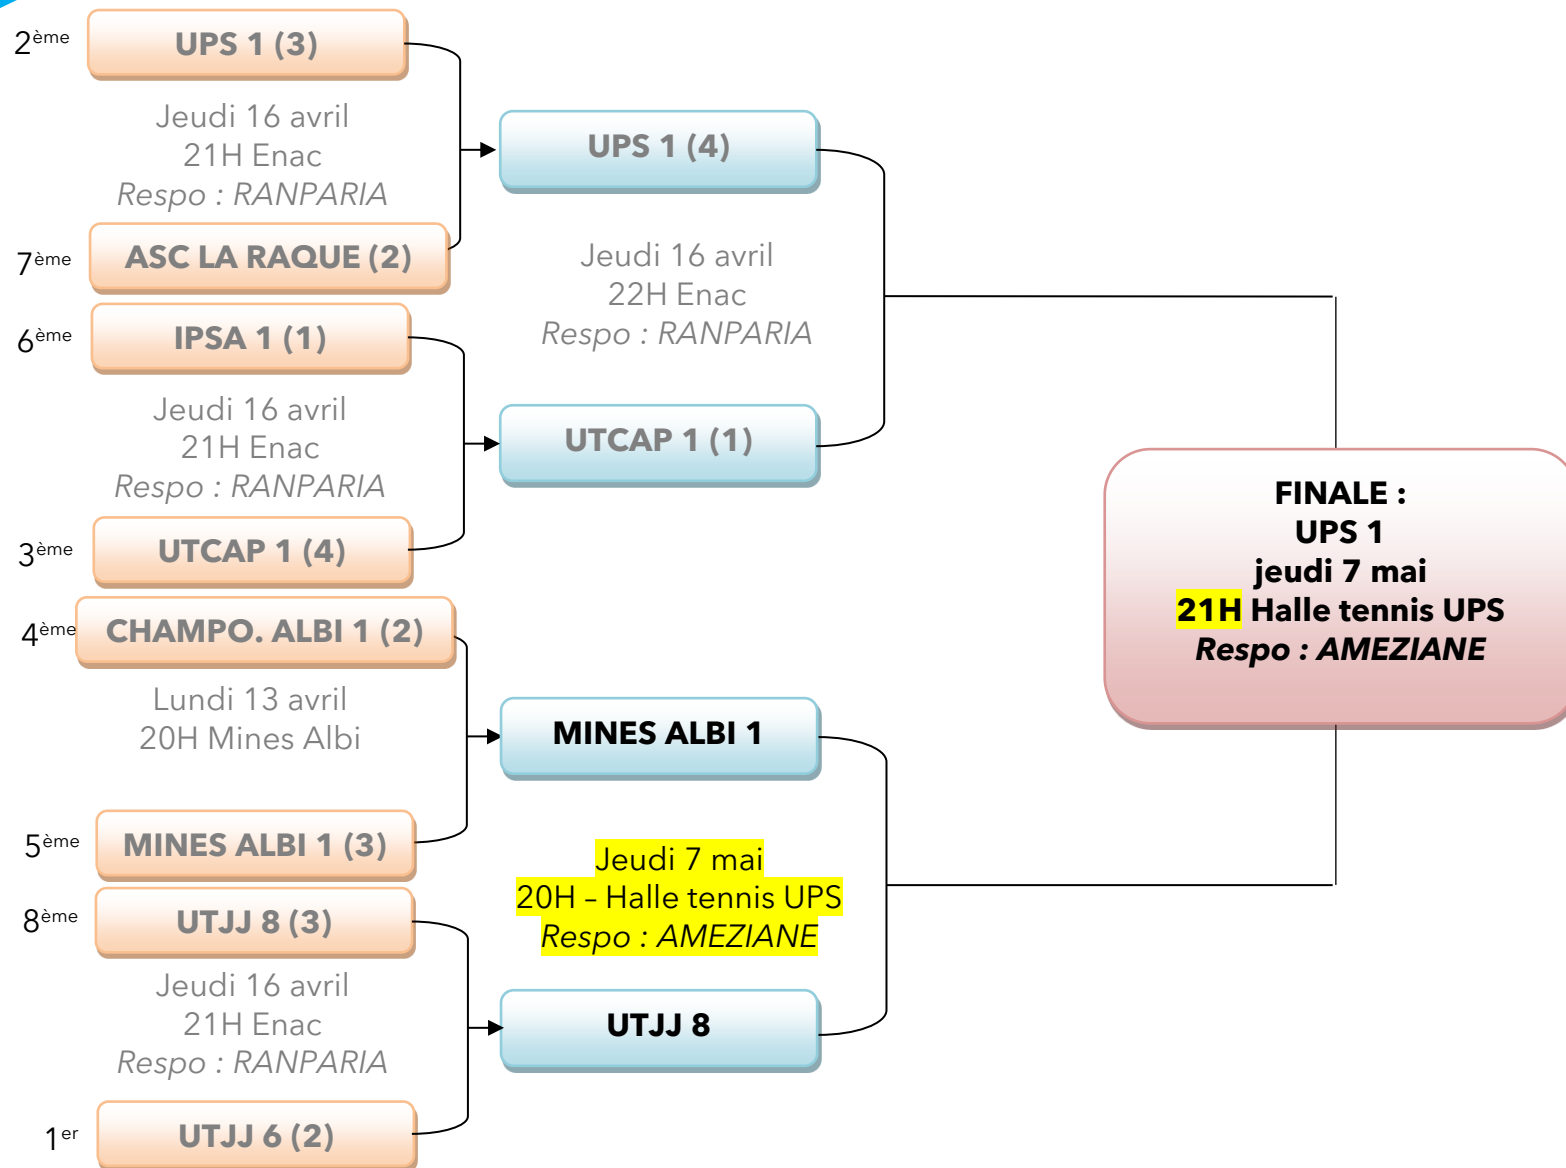 2ème
UPS 1 (3)
Jeudi 16 avril
21H Enac
Respo : RANPARIA
7ème
ASC LA RAQUE (2)
6ème
IPSA 1 (1)
Jeudi 16 avril
21H Enac
Respo : RANPARIA
3ème
UTCAP 1 (4)
4ème
CHAMPO. ALBI 1 (2)
Lundi 13 avril
20H Mines Albi
5ème
MINES ALBI 1 (3)
8ème
UTJJ 8 (3)
Jeudi 16 avril
21H Enac
Respo : RANPARIA
1er
UTJJ 6 (2)
UPS 1 (4)
Jeudi 16 avril
22H Enac
Respo : RANPARIA
UTCAP 1 (1)
MINES ALBI 1
Jeudi 7 mai
20H – Halle tennis UPS
Respo : AMEZIANE
UTJJ 8
FINALE :
UPS 1
jeudi 7 mai
21H Halle tennis UPS
Respo : AMEZIANE